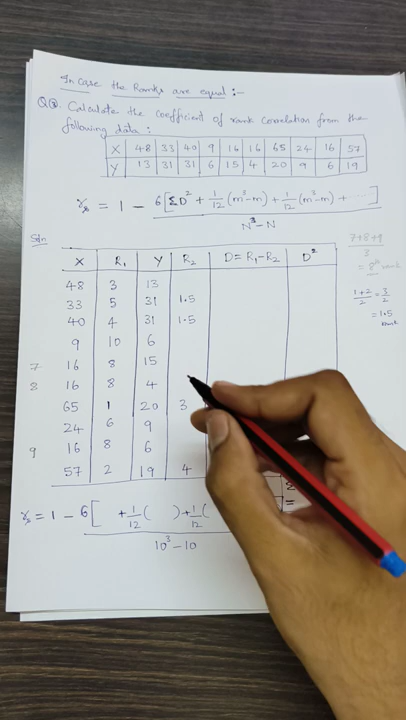 In case the Ranks are equal :-
Q③. Calculate the coefficient of rank correlation from the
following data :
X 48 33 40 9 16 16 65 24 16 57
Y 13 31 31 6 15 4 20 9 6 19
γₛ = 1 - 6[ΣD² + 1/12 (m³-m) + 1/12 (m³-m) + ....] / N³-N
Soln
X R₁ Y R₂ D = R₁-R₂ D²
48 3 13
33 5 31 1.5
40 4 31 1.5
9 10 6
7 16 8 15
8 16 8 4
65 1 20 3
24 6 9
9 16 8 6
57 2 19 4
7+8+9 / 3
= 8th rank
1+2 / 2 = 3/2
= 1.5
rank
γₛ = 1 - 6[ + 1/12 ( ) + 1/12 ( / 10³-10
=